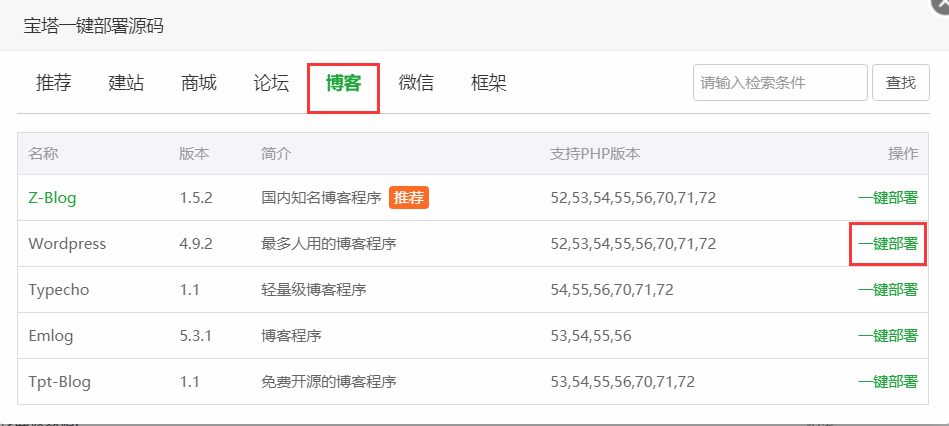 宝塔一键部署源码
推荐 建站 商城 论坛 博客 微信 框架 请输入检索条件 查找
名称 版本 简介 支持PHP版本 操作
Z-Blog 1.5.2 国内知名博客程序 推荐 52,53,54,55,56,70,71,72 一键部署
Wordpress 4.9.2 最多人用的博客程序 52,53,54,55,56,70,71,72 一键部署
Typecho 1.1 轻量级博客程序 54,55,56,70,71,72 一键部署
Emlog 5.3.1 博客程序 53,54,55,56 一键部署
Tpt-Blog 1.1 免费开源的博客程序 53,54,55,56,70,71,72 一键部署